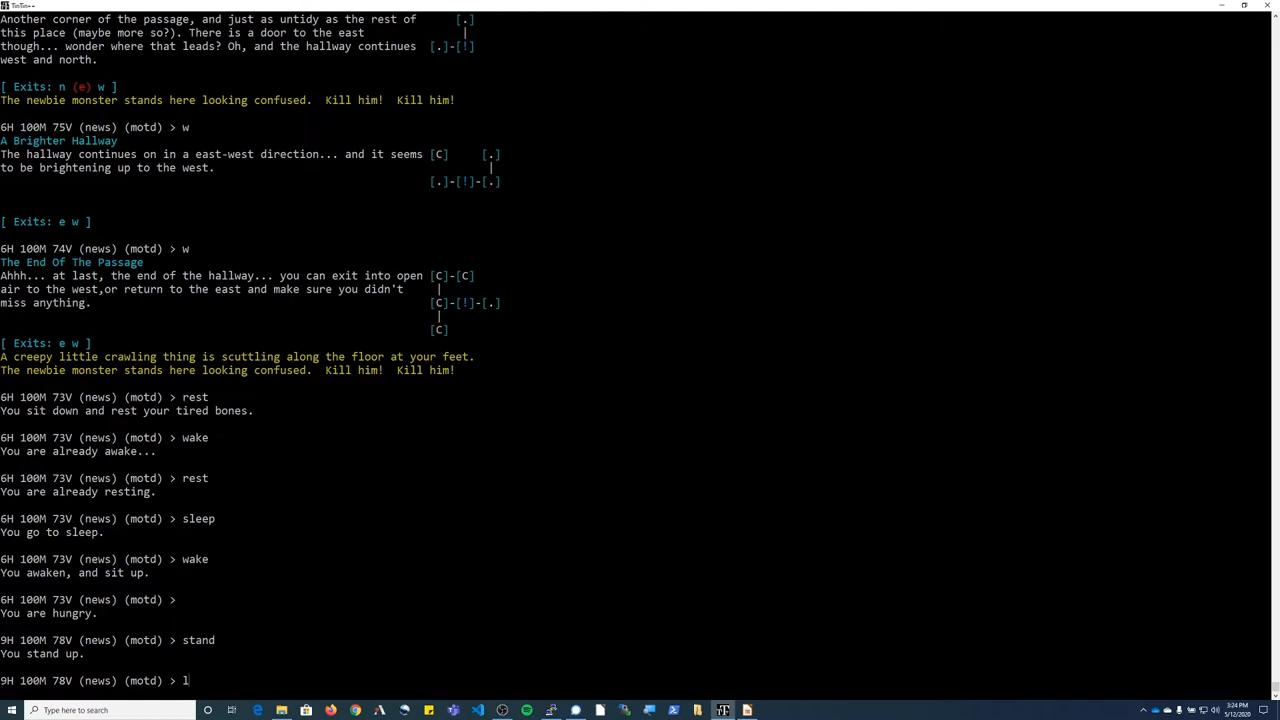 TinTin++
Another corner of the passage, and just as untidy as the rest of [.]
this place (maybe more so?). There is a door to the east |
though... wonder where that leads? Oh, and the hallway continues [.]-[!]
west and north.
[ Exits: n (e) w ]
The newbie monster stands here looking confused.  Kill him!  Kill him!
6H 100M 75V (news) (motd) > w
A Brighter Hallway
The hallway continues on in a east-west direction... and it seems [C] [.]
to be brightening up to the west. |
[.]-[!]-[.]
[ Exits: e w ]
6H 100M 74V (news) (motd) > w
The End Of The Passage
Ahhh... at last, the end of the hallway... you can exit into open [C]-[C]
air to the west,or return to the east and make sure you didn't |
miss anything. [C]-[!]-[.]
|
[C]
[ Exits: e w ]
A creepy little crawling thing is scuttling along the floor at your feet.
The newbie monster stands here looking confused.  Kill him!  Kill him!
6H 100M 73V (news) (motd) > rest
You sit down and rest your tired bones.
6H 100M 73V (news) (motd) > wake
You are already awake...
6H 100M 73V (news) (motd) > rest
You are already resting.
6H 100M 73V (news) (motd) > sleep
You go to sleep.
6H 100M 73V (news) (motd) > wake
You awaken, and sit up.
6H 100M 73V (news) (motd) >
You are hungry.
9H 100M 78V (news) (motd) > stand
You stand up.
9H 100M 78V (news) (motd) > l
Type here to search
3:24 PM
5/12/2020